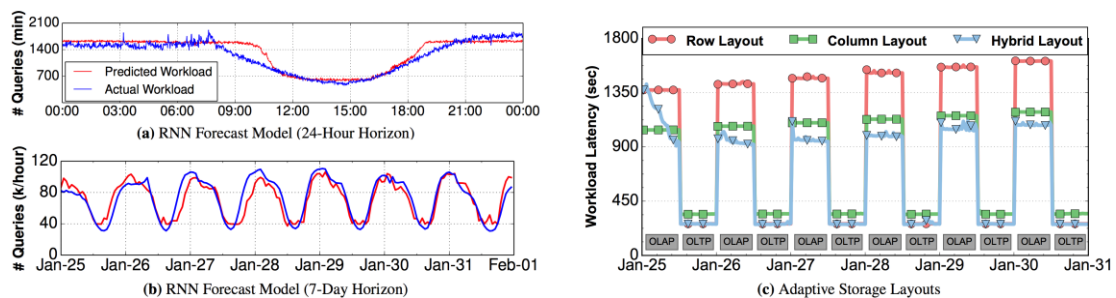 # Queries (min)
2100
1400
700
Predicted Workload
Actual Workload
00:00 03:00 06:00 09:00 12:00 15:00 18:00 21:00 00:00
(a) RNN Forecast Model (24-Hour Horizon)
# Queries (k/hour)
120
80
40
0
Jan-25 Jan-26 Jan-27 Jan-28 Jan-29 Jan-30 Jan-31 Feb-01
(b) RNN Forecast Model (7-Day Horizon)
Workload Latency (sec)
1800
1350
900
450
0
Row Layout Column Layout Hybrid Layout
OLAP OLTP OLAP OLTP OLAP OLTP OLAP OLTP OLAP OLTP OLAP OLTP
Jan-25 Jan-26 Jan-27 Jan-28 Jan-29 Jan-30 Jan-31
(c) Adaptive Storage Layouts